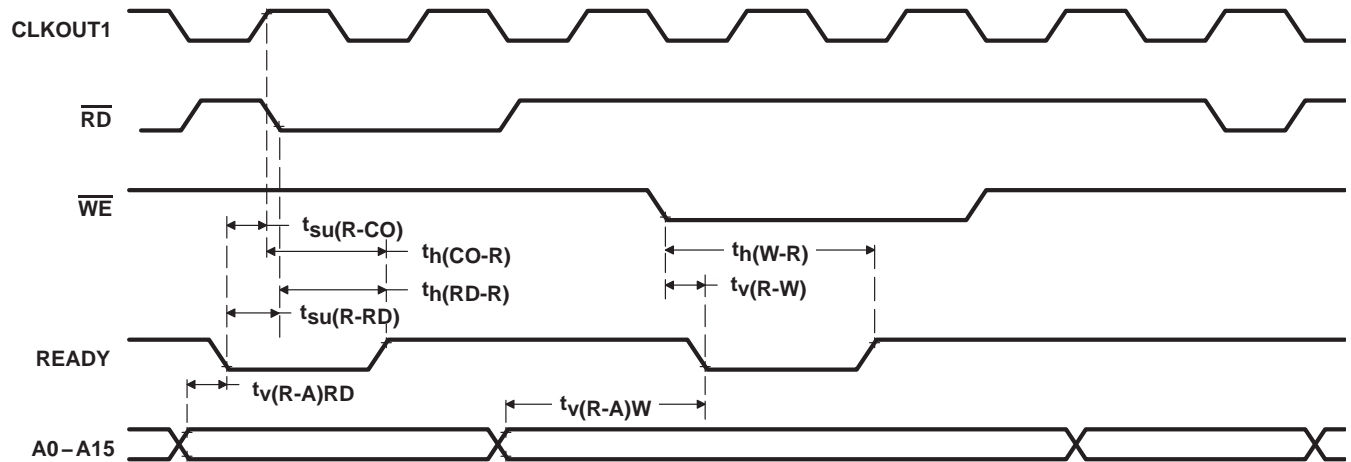 CLKOUT1
RD
WE
tsu(R-CO)
th(CO-R)
th(W-R)
th(RD-R)
tv(R-W)
tsu(R-RD)
READY
tv(R-A)RD
tv(R-A)W
A0–A15